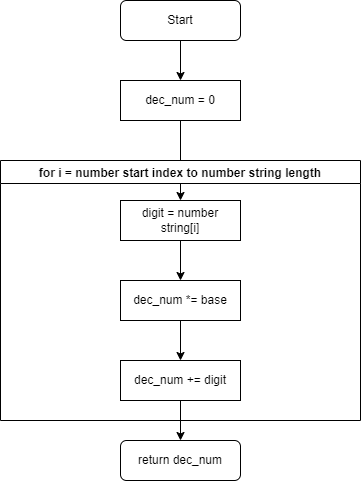 Start
dec_num = 0
for i = number start index to number string length
digit = number
string[i]
dec_num *= base
dec_num += digit
return dec_num